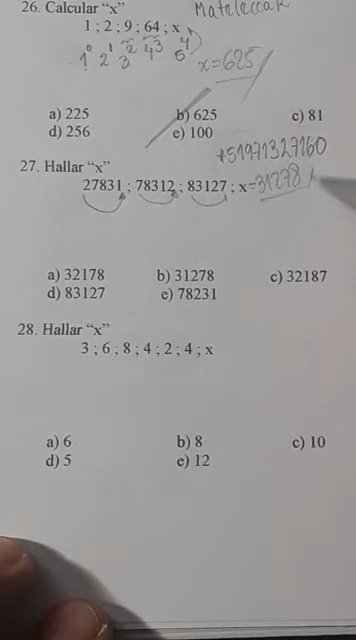 26. Calcular “x”
Mateleccar
1 ; 2 ; 9 ; 64 ; x
1⁰ 2¹ 3² 4³ 5⁴ x=625
a) 225 b) 625 c) 81
d) 256 e) 100
+51971327160
27. Hallar “x”
27831 ; 78312 ; 83127 ; x=31278
a) 32178 b) 31278 c) 32187
d) 83127 e) 78231
28. Hallar “x”
3 ; 6 ; 8 ; 4 ; 2 ; 4 ; x
a) 6 b) 8 c) 10
d) 5 e) 12